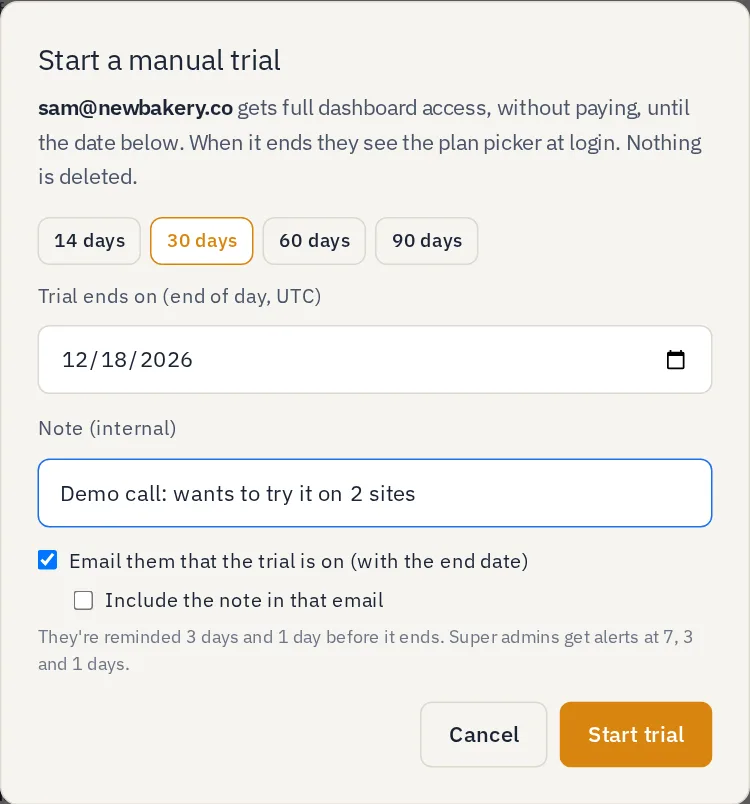 Start a manual trial
sam@newbakery.co gets full dashboard access, without paying, until
the date below. When it ends they see the plan picker at login. Nothing
is deleted.
14 days 30 days 60 days 90 days
Trial ends on (end of day, UTC)
12/18/2026
Note (internal)
Demo call: wants to try it on 2 sites
Email them that the trial is on (with the end date)
Include the note in that email
They're reminded 3 days and 1 day before it ends. Super admins get alerts at 7, 3
and 1 days.
Cancel Start trial